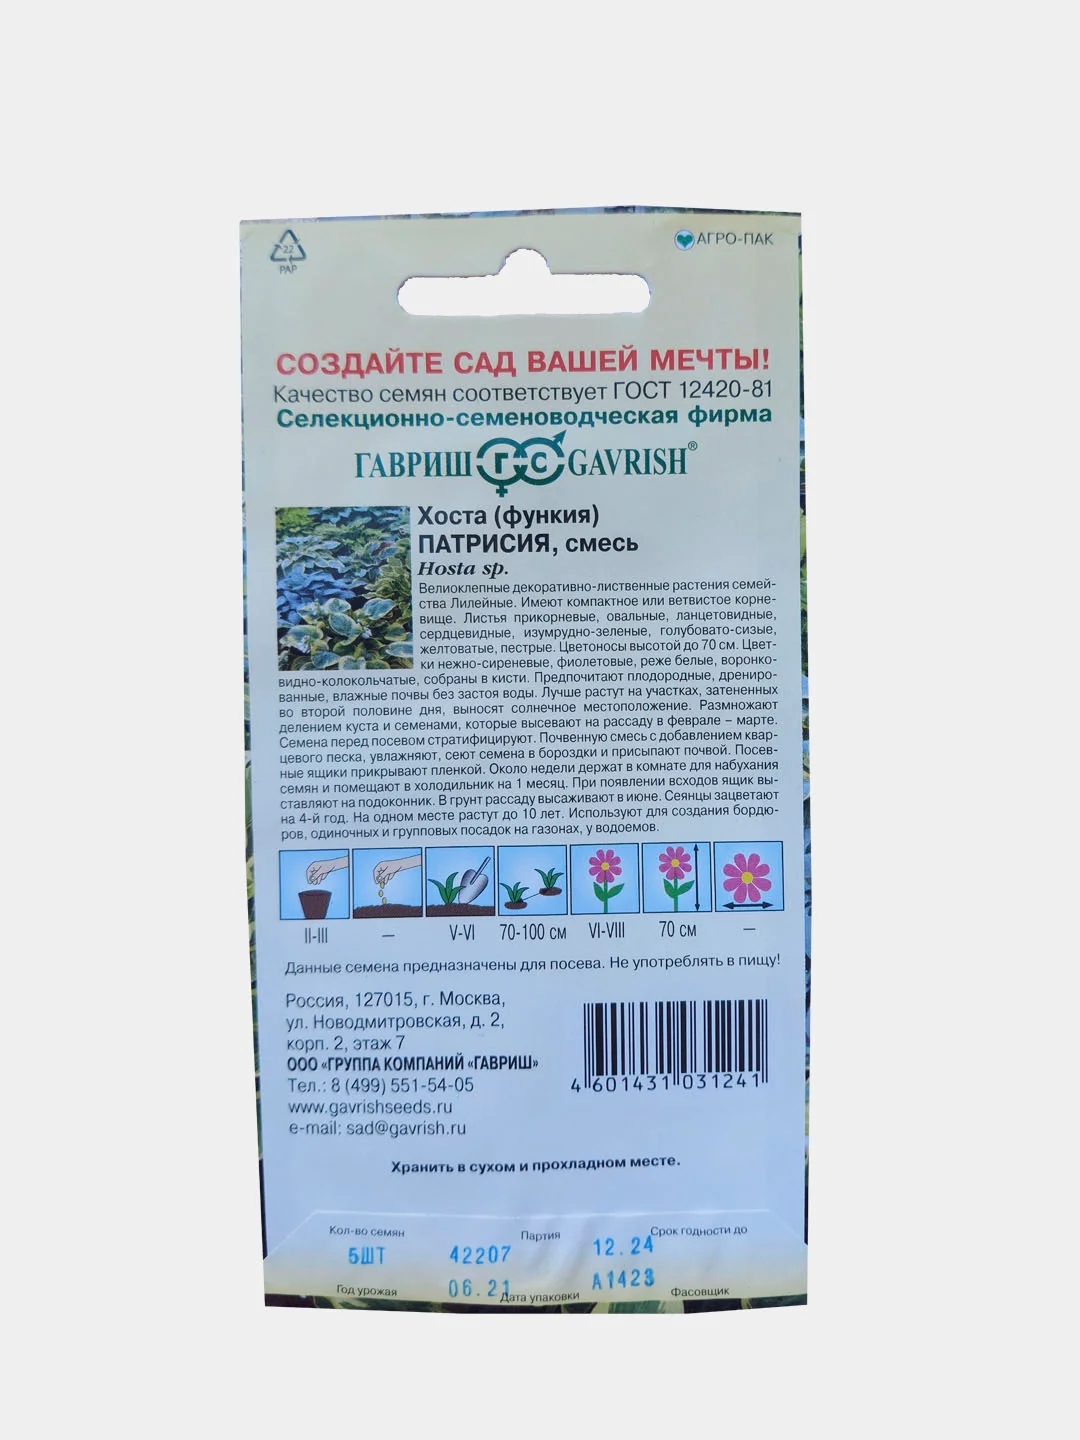 22
PAP
АГРО-ПАК
СОЗДАЙТЕ САД ВАШЕЙ МЕЧТЫ!
Качество семян соответствует ГОСТ 12420-81
Селекционно-семеноводческая фирма
ГАВРИШ Г С GAVRISH®
Хоста (функия)
ПАТРИСИЯ, смесь
Hosta sp.
Велиоклепные декоративно-лиственные растения семей-
ства Лилейные. Имеют компактное или ветвистое корне-
вище. Листья прикорневые, овальные, ланцетовидные,
сердцевидные, изумрудно-зеленые, голубовато-сизые,
желтоватые, пестрые. Цветоносы высотой до 70 см. Цвет-
ки нежно-сиреневые, фиолетовые, реже белые, воронко-
видно-колокольчатые, собраны в кисти. Предпочитают плодородные, дрениро-
ванные, влажные почвы без застоя воды. Лучше растут на участках, затененных
во второй половине дня, выносят солнечное местоположение. Размножают
делением куста и семенами, которые высевают на рассаду в феврале – марте.
Семена перед посевом стратифицируют. Почвенную смесь с добавлением квар-
цевого песка, увлажняют, сеют семена в бороздки и присыпают почвой. Посев-
ные ящики прикрывают пленкой. Около недели держат в комнате для набухания
семян и помещают в холодильник на 1 месяц. При появлении всходов ящик вы-
ставляют на подоконник. В грунт рассаду высаживают в июне. Сеянцы зацветают
на 4-й год. На одном месте растут до 10 лет. Используют для создания бордю-
ров, одиночных и групповых посадок на газонах, у водоемов.
II-III — V-VI 70-100 см VI-VIII 70 см —
Данные семена предназначены для посева. Не употреблять в пищу!
Россия, 127015, г. Москва,
ул. Новодмитровская, д. 2,
корп. 2, этаж 7
ООО «ГРУППА КОМПАНИЙ «ГАВРИШ»
Тел.: 8 (499) 551-54-05
www.gavrishseeds.ru
e-mail: sad@gavrish.ru
4 601431 031241
Хранить в сухом и прохладном месте.
Кол-во семян Партия Срок годности до
5ШТ 42207 12.24
06.21 А1423
Год урожая Дата упаковки Фасовщик